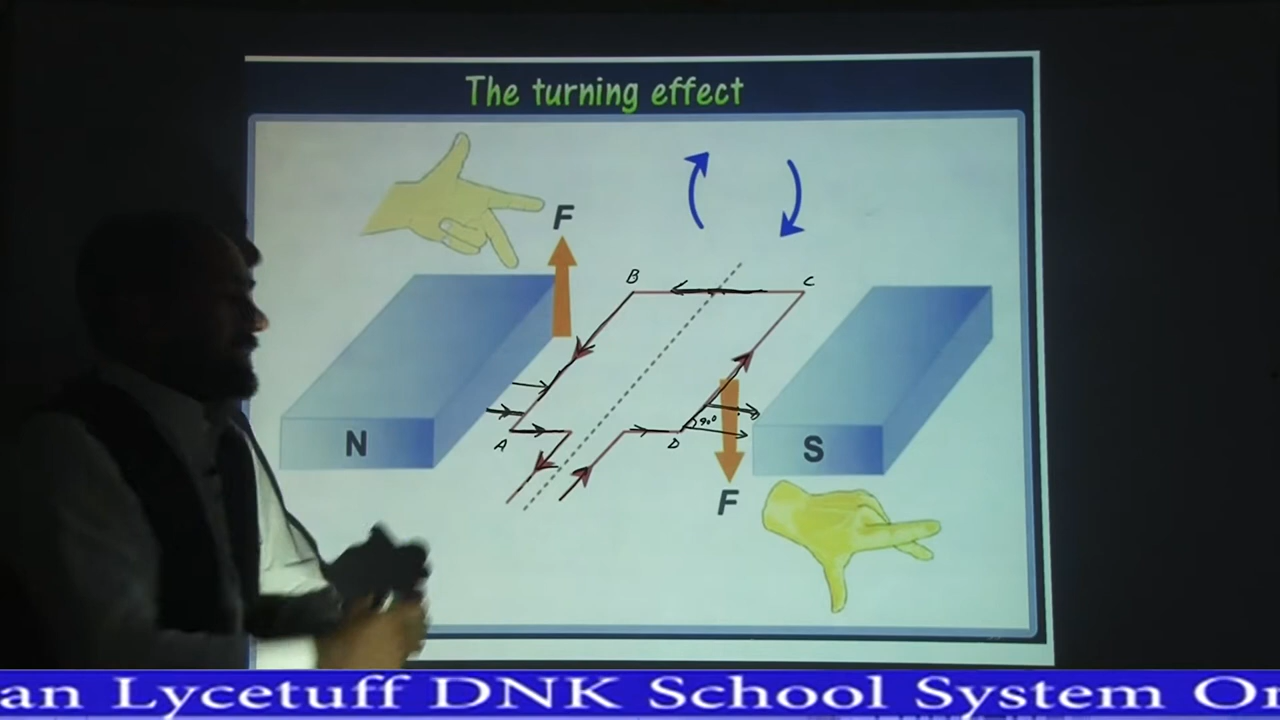 The turning effect
F
B
C
N
A
D
90°
S
F
an Lycetuff DNK School System On